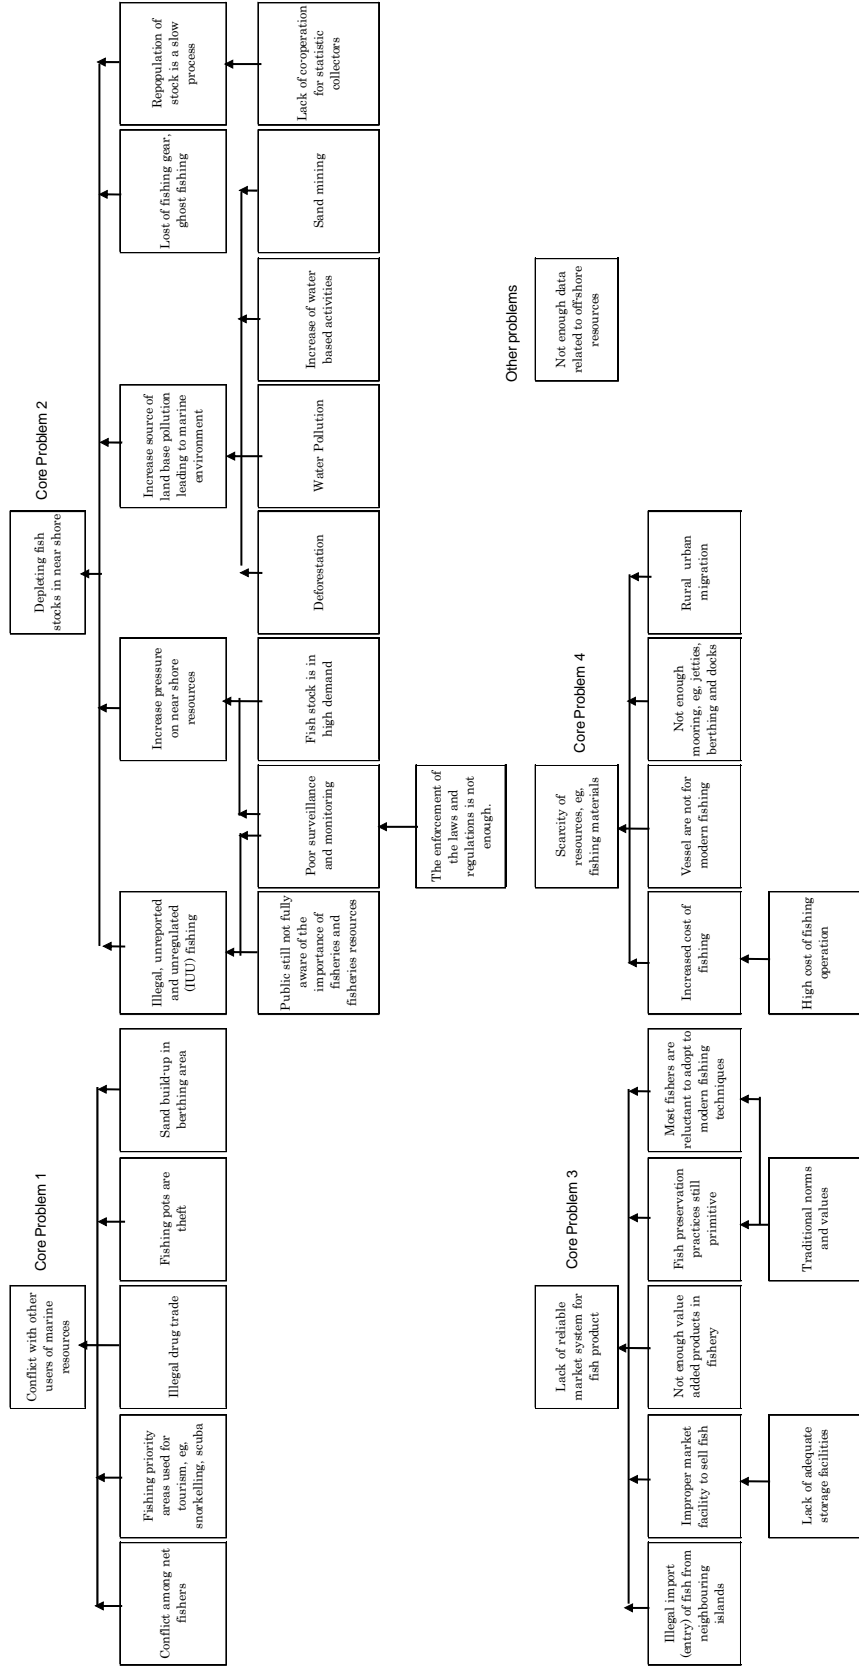 Conflict with other
users of marine
resources
Core Problem 1
Conflict among net
fishers
Fishing priority
areas used for
tourism, eg,
snorkelling, scuba
Illegal drug trade
Fishing pots are
theft
Sand build-up in
berthing area
Depleting fish
stocks in near shore
Core Problem 2
Illegal, unreported
and unregulated
(IUU) fishing
Increase pressure
on near shore
resources
Increase source of
land base pollution
leading to marine
environment
Lost of fishing gear,
ghost fishing
Repopulation of
stock is a slow
process
Public still not fully
aware of the
importance of
fisheries and
fisheries resources
Poor surveillance
and monitoring
Fish stock is in
high demand
Deforestation
Water Pollution
Increase of water
based activities
Sand mining
Lack of co-operation
for statistic
collectors
The enforcement of
the laws and
regulations is not
enough.
Lack of reliable
market system for
fish product
Core Problem 3
Illegal import
(entry) of fish from
neighbouring
islands
Improper market
facility to sell fish
Not enough value
added products in
fishery
Fish preservation
practices still
primitive
Most fishers are
reluctant to adopt to
modern fishing
techniques
Lack of adequate
storage facilities
Traditional norms
and values
Scarcity of
resources, eg,
fishing materials
Core Problem 4
Increased cost of
fishing
Vessel are not for
modern fishing
Not enough
mooring, eg, jetties,
berthing and docks
Rural urban
migration
High cost of fishing
operation
Other problems
Not enough data
related to off-shore
resources